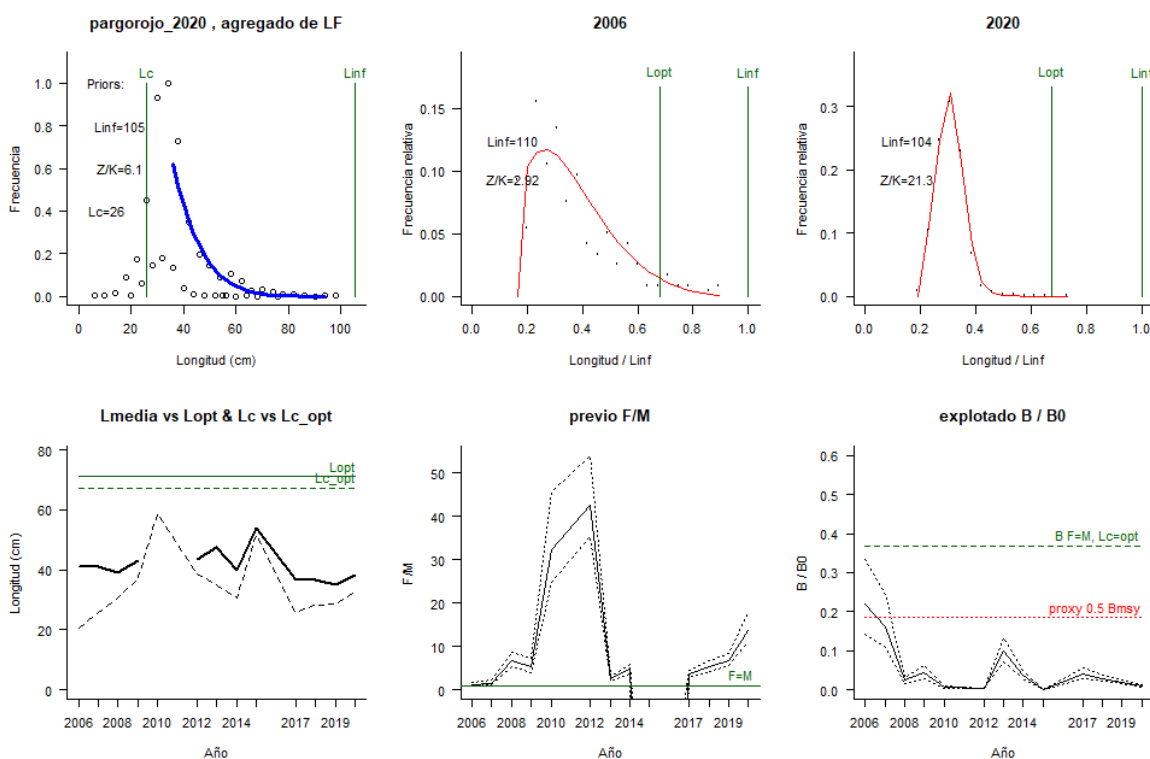 pargorojo_2020 , agregado de LF
Frecuencia
1.0
0.8
0.6
0.4
0.2
0.0
Priors:
Lc
Linf
Linf=105
Z/K=6.1
Lc=26
0
20
40
60
80
100
Longitud (cm)
2006
Frecuencia relativa
0.15
0.10
0.05
0.00
Lopt
Linf
Linf=110
Z/K=2.92
0.0
0.2
0.4
0.6
0.8
1.0
Longitud / Linf
2020
Frecuencia relativa
0.3
0.2
0.1
0.0
Lopt
Linf
Linf=104
Z/K=21.3
0.0
0.2
0.4
0.6
0.8
1.0
Longitud / Linf
Lmedia vs Lopt & Lc vs Lc_opt
Longitud (cm)
80
60
40
20
0
Lopt
Lc_opt
2006
2008
2010
2012
2014
2017
2019
Año
previo F/M
F/M
50
40
30
20
10
0
F=M
2006
2008
2010
2012
2014
2017
2019
Año
explotado B / B0
B / B0
0.6
0.5
0.4
0.3
0.2
0.1
0.0
B F=M, Lc=opt
proxy 0.5 Bmsy
2006
2008
2010
2012
2014
2017
2019
Año